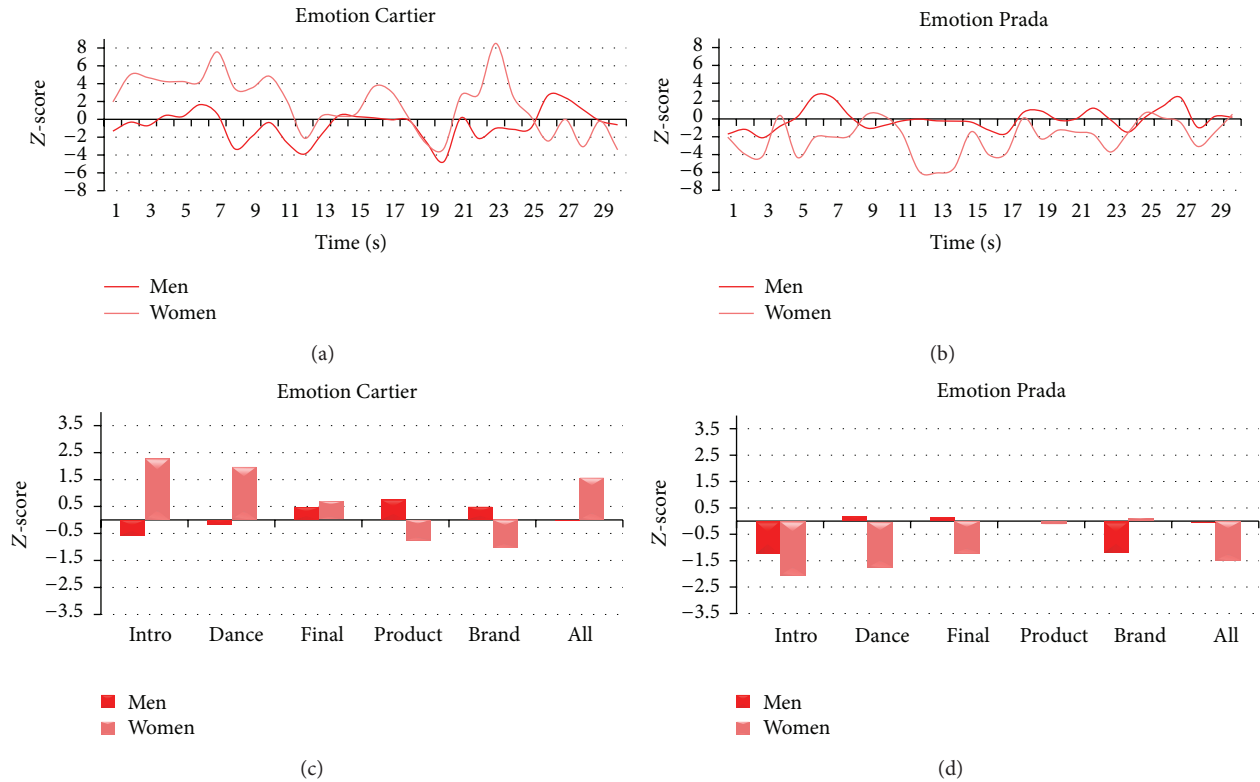 Emotion Cartier
8
6
4
2
0
−2
−4
−6
−8
Z-score
1 3 5 7 9 11 13 15 17 19 21 23 25 27 29
Time (s)
Men
Women
(a)
Emotion Prada
8
6
4
2
0
−2
−4
−6
−8
Z-score
1 3 5 7 9 11 13 15 17 19 21 23 25 27 29
Time (s)
Men
Women
(b)
Emotion Cartier
3.5
2.5
1.5
0.5
−0.5
−1.5
−2.5
−3.5
Z-score
Intro Dance Final Product Brand All
Men
Women
(c)
Emotion Prada
3.5
2.5
1.5
0.5
−0.5
−1.5
−2.5
−3.5
Z-score
Intro Dance Final Product Brand All
Men
Women
(d)